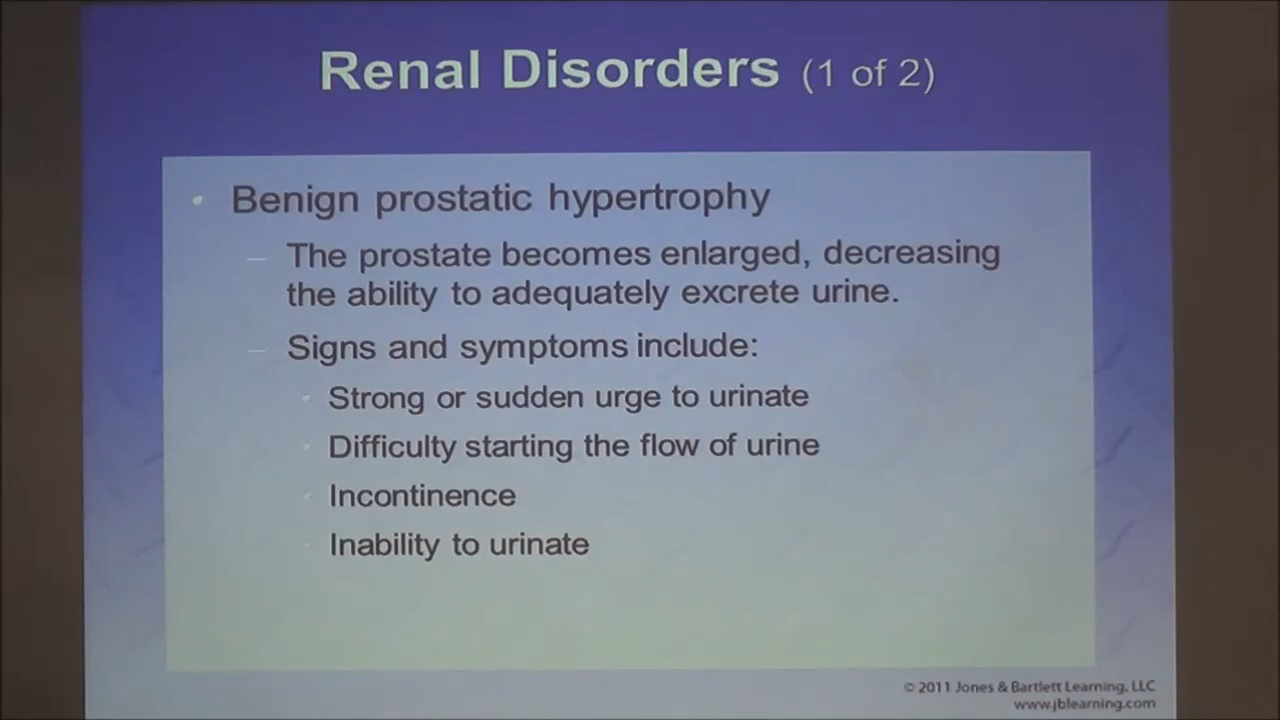 Renal Disorders (1 of 2)
• Benign prostatic hypertrophy
– The prostate becomes enlarged, decreasing
the ability to adequately excrete urine.
– Signs and symptoms include:
• Strong or sudden urge to urinate
• Difficulty starting the flow of urine
• Incontinence
• Inability to urinate
© 2011 Jones & Bartlett Learning, LLC
www.jblearning.com